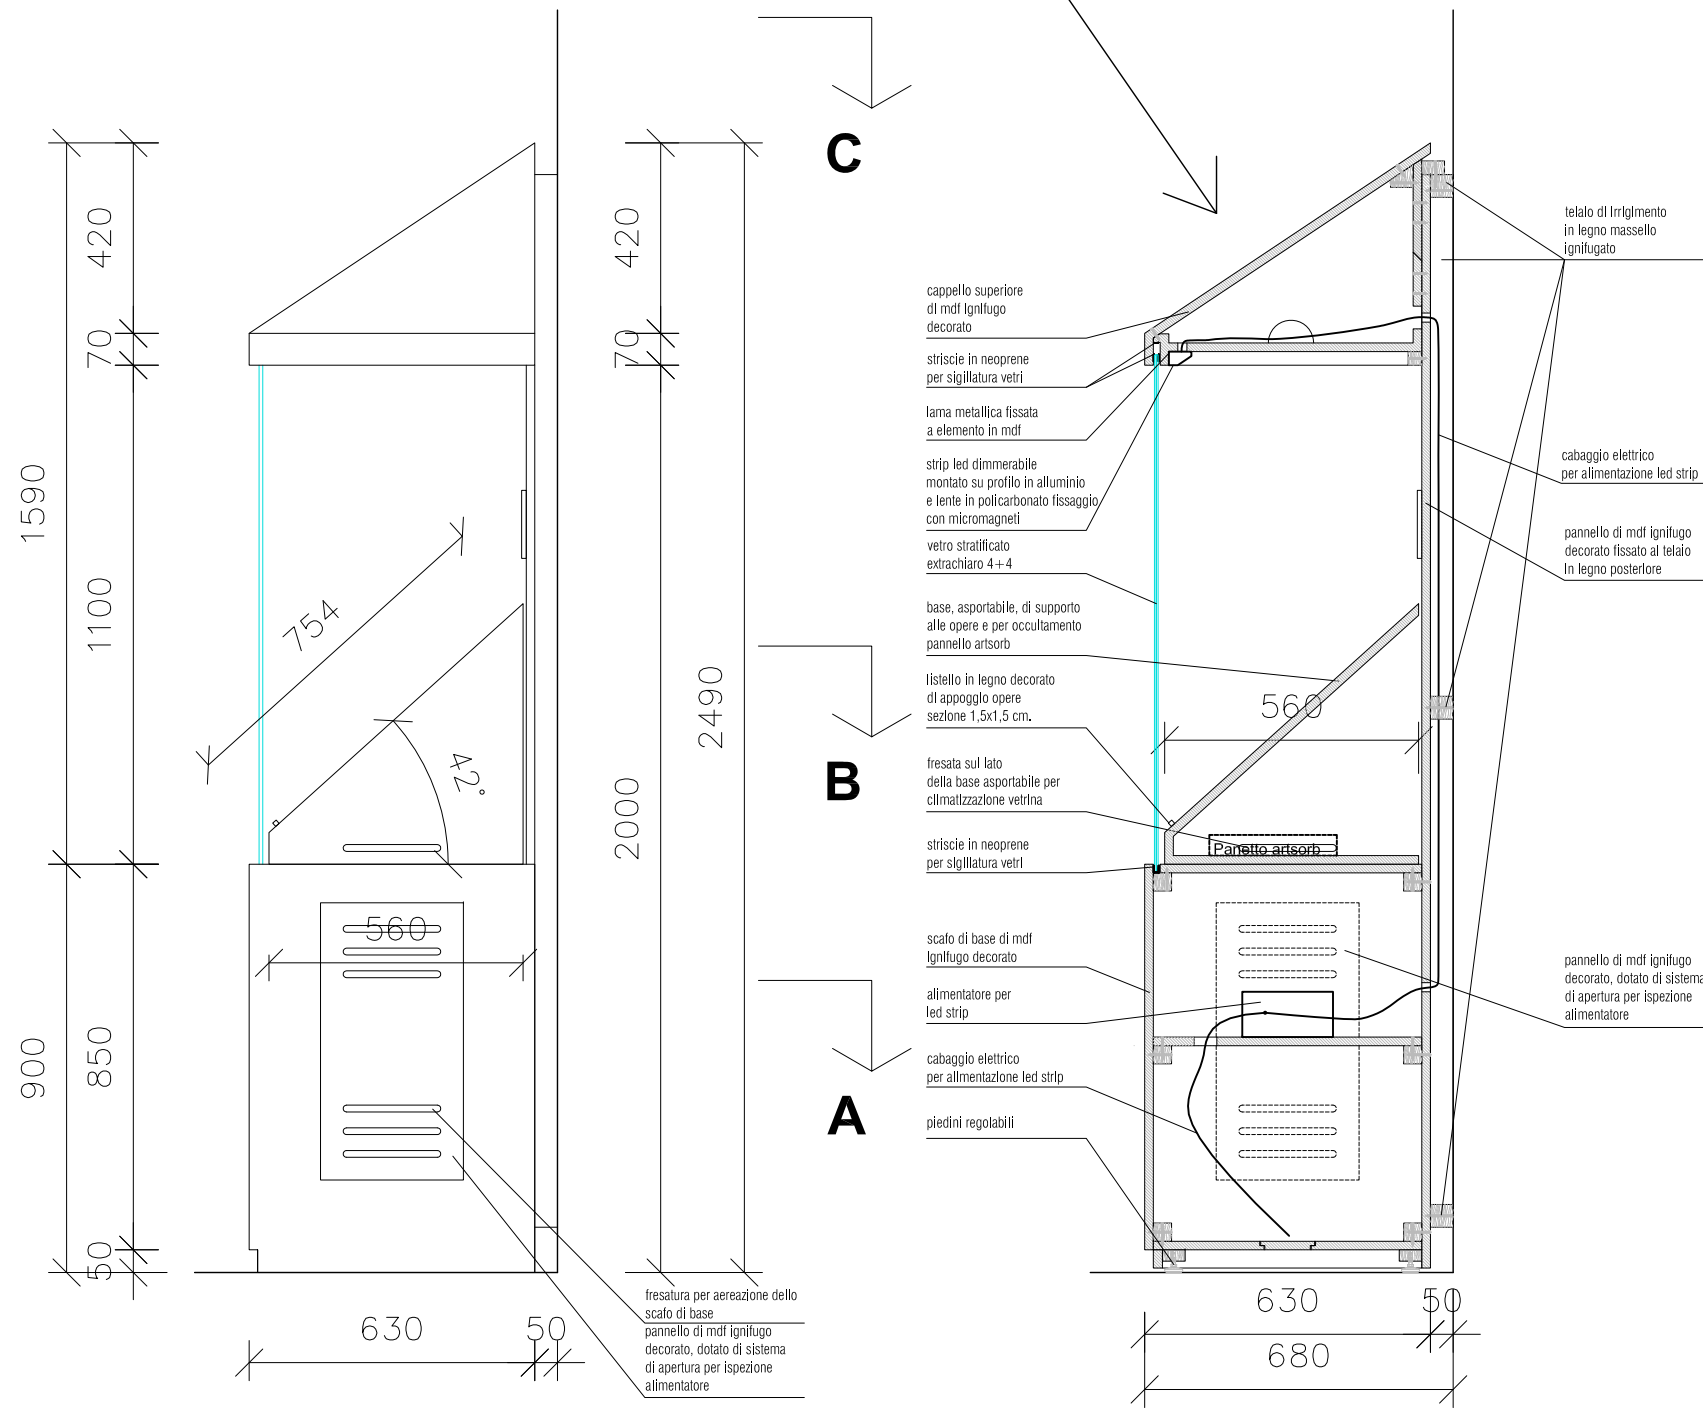 C
420
70
1590
1100
754
42°
560
900
850
50
630
50
420
70
2490
2000
B
A
fresatura per aereazione dello
scafo di base
pannello di mdf ignifugo
decorato, dotato di sistema
di apertura per ispezione
alimentatore
cappello superiore
di mdf ignifugo
decorato
striscie in neoprene
per sigillatura vetri
lama metallica fissata
a elemento in mdf
strip led dimmerabile
montato su profilo in alluminio
e lente in policarbonato fissaggio
con micromagneti
vetro stratificato
extrachiaro 4+4
base, asportabile, di supporto
alle opere e per occultamento
pannello artsorb
listello in legno decorato
di appoggio opere
sezione 1,5x1,5 cm.
fresata sul lato
della base asportabile per
climatizzazione vetrina
striscie in neoprene
per sigillatura vetri
scafo di base di mdf
ignifugo decorato
alimentatore per
led strip
cabaggio elettrico
per alimentazione led strip
piedini regolabili
560
Panetto artsorb
630
50
680
telaio di irrigimento
in legno massello
ignifugato
cabaggio elettrico
per alimentazione led strip
pannello di mdf ignifugo
decorato fissato al telaio
in legno posteriore
pannello di mdf ignifugo
decorato, dotato di sistema
di apertura per ispezione
alimentatore